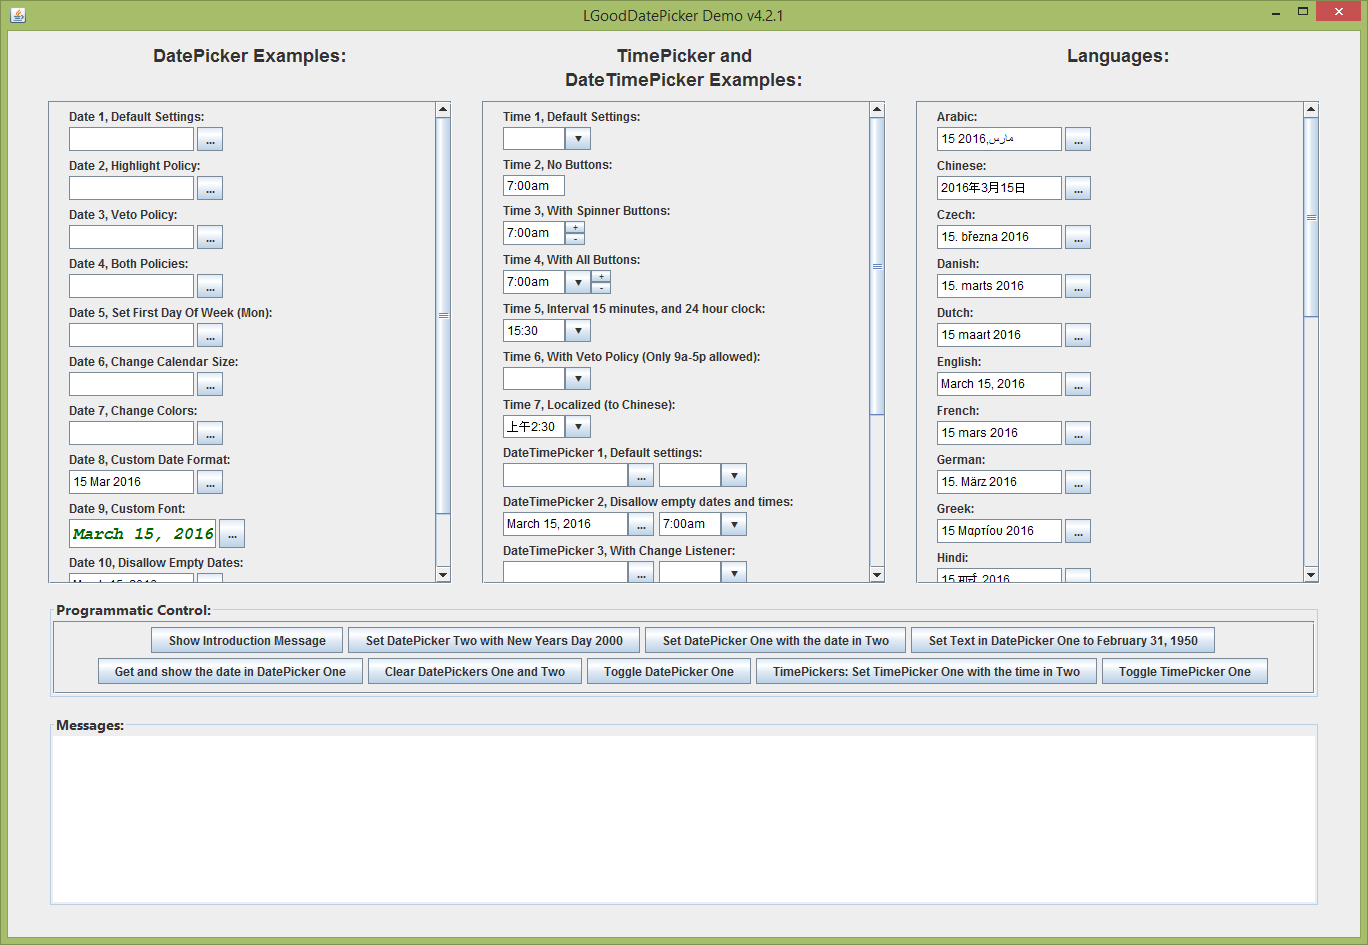 LGoodDatePicker Demo v4.2.1
DatePicker Examples:
Date 1, Default Settings:
...
Date 2, Highlight Policy:
...
Date 3, Veto Policy:
...
Date 4, Both Policies:
...
Date 5, Set First Day Of Week (Mon):
...
Date 6, Change Calendar Size:
...
Date 7, Change Colors:
...
Date 8, Custom Date Format:
15 Mar 2016 ...
Date 9, Custom Font:
March 15, 2016 ...
Date 10, Disallow Empty Dates:
March 15, 2016
TimePicker and
DateTimePicker Examples:
Time 1, Default Settings:
Time 2, No Buttons:
7:00am
Time 3, With Spinner Buttons:
7:00am + -
Time 4, With All Buttons:
7:00am + -
Time 5, Interval 15 minutes, and 24 hour clock:
15:30
Time 6, With Veto Policy (Only 9a-5p allowed):
Time 7, Localized (to Chinese):
上午2:30
DateTimePicker 1, Default settings:
...
DateTimePicker 2, Disallow empty dates and times:
March 15, 2016 ... 7:00am
DateTimePicker 3, With Change Listener:
...
Languages:
Arabic:
15 مارس,2016 ...
Chinese:
2016年3月15日 ...
Czech:
15. března 2016 ...
Danish:
15. marts 2016 ...
Dutch:
15 maart 2016 ...
English:
March 15, 2016 ...
French:
15 mars 2016 ...
German:
15. März 2016 ...
Greek:
15 Μαρτίου 2016 ...
Hindi:
15 मार्च, 2016
Programmatic Control:
Show Introduction Message Set DatePicker Two with New Years Day 2000 Set DatePicker One with the date in Two Set Text in DatePicker One to February 31, 1950
Get and show the date in DatePicker One Clear DatePickers One and Two Toggle DatePicker One TimePickers: Set TimePicker One with the time in Two Toggle TimePicker One
Messages: